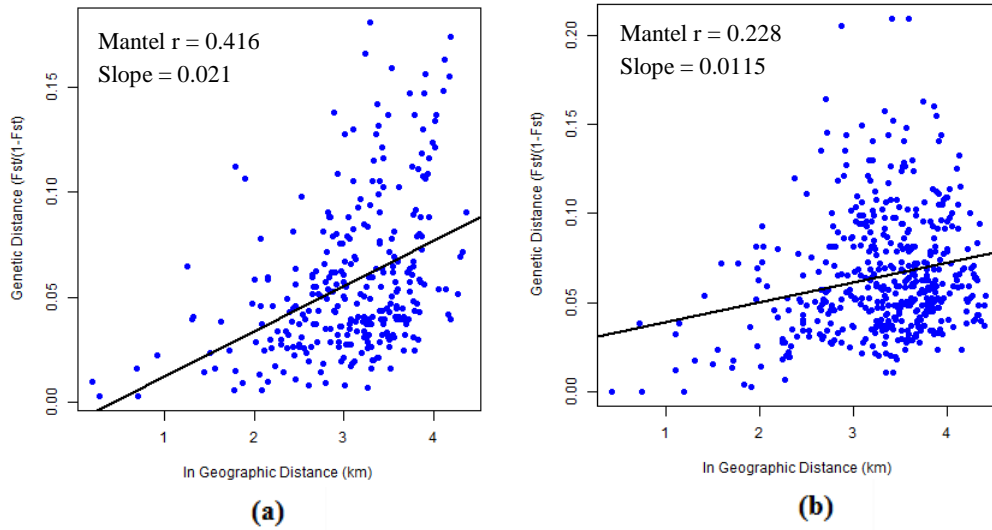 Mantel r = 0.416
Slope = 0.021
Genetic Distance (Fst/(1-Fst)
0.00
0.05
0.10
0.15
1
2
3
4
ln Geographic Distance (km)
(a)
Mantel r = 0.228
Slope = 0.0115
Genetic Distance (Fst/(1-Fst)
0.00
0.05
0.10
0.15
0.20
1
2
3
4
ln Geographic Distance (km)
(b)